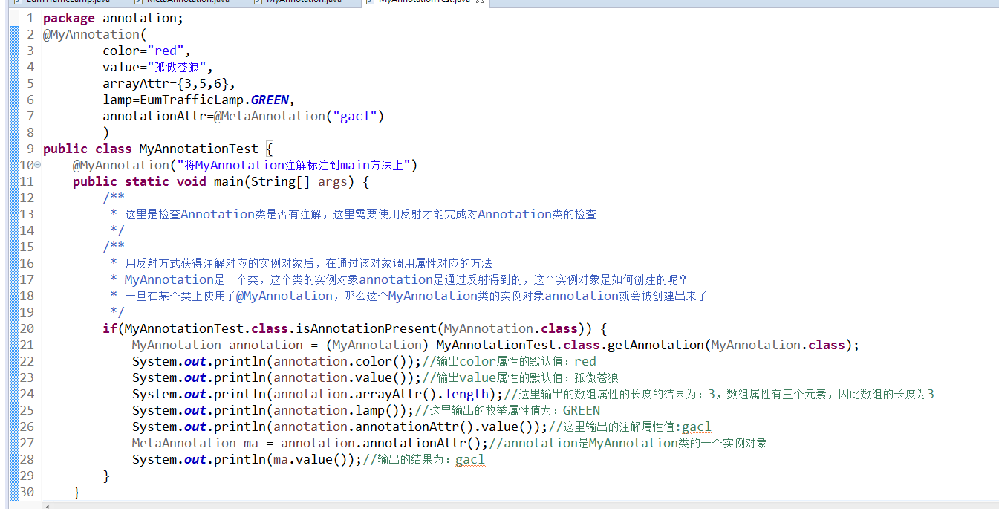 EumTrafficLamp.java MetaAnnotation.java MyAnnotation.java MyAnnotationTest.java
1 package annotation;
2 @MyAnnotation(
3 color="red",
4 value="孤傲苍狼",
5 arrayAttr={3,5,6},
6 lamp=EumTrafficLamp.GREEN,
7 annotationAttr=@MetaAnnotation("gacl")
8 )
9 public class MyAnnotationTest {
10 @MyAnnotation("将MyAnnotation注解标注到main方法上")
11 public static void main(String[] args) {
12 /**
13 * 这里是检查Annotation类是否有注解，这里需要使用反射才能完成对Annotation类的检查
14 */
15 /**
16 * 用反射方式获得注解对应的实例对象后，在通过该对象调用属性对应的方法
17 * MyAnnotation是一个类，这个类的实例对象annotation是通过反射得到的，这个实例对象是如何创建的呢？
18 * 一旦在某个类上使用了@MyAnnotation，那么这个MyAnnotation类的实例对象annotation就会被创建出来了
19 */
20 if(MyAnnotationTest.class.isAnnotationPresent(MyAnnotation.class)) {
21 MyAnnotation annotation = (MyAnnotation) MyAnnotationTest.class.getAnnotation(MyAnnotation.class);
22 System.out.println(annotation.color());//输出color属性的默认值：red
23 System.out.println(annotation.value());//输出value属性的默认值：孤傲苍狼
24 System.out.println(annotation.arrayAttr().length);//这里输出的数组属性的长度的结果为：3，数组属性有三个元素，因此数组的长度为3
25 System.out.println(annotation.lamp());//这里输出的枚举属性值为：GREEN
26 System.out.println(annotation.annotationAttr().value());//这里输出的注解属性值:gacl
27 MetaAnnotation ma = annotation.annotationAttr();//annotation是MyAnnotation类的一个实例对象
28 System.out.println(ma.value());//输出的结果为：gacl
29 }
30 }